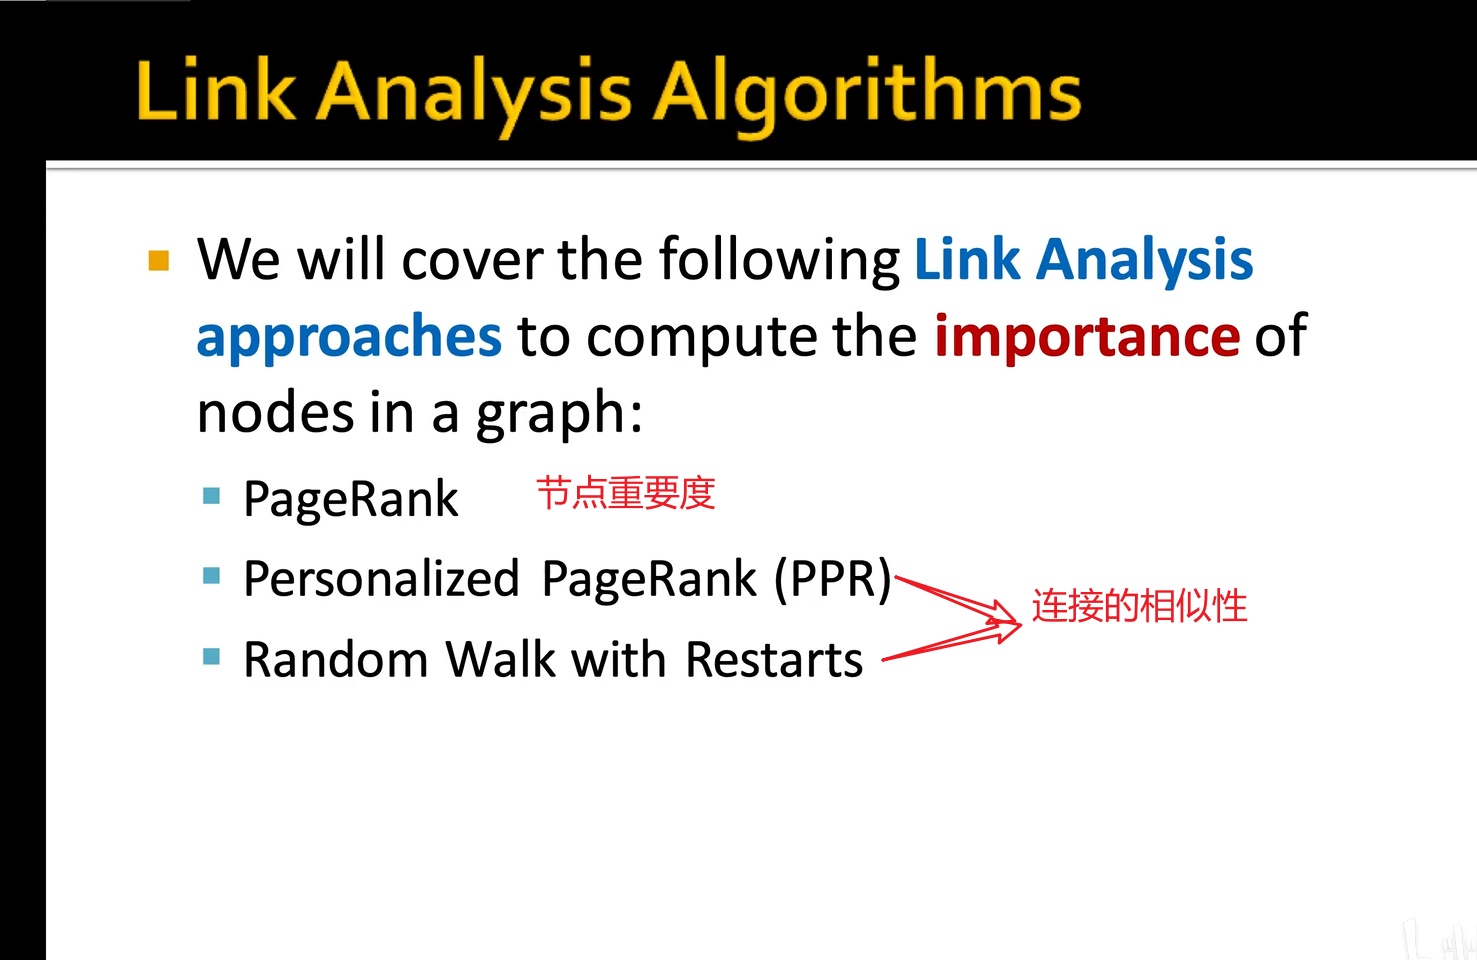 Link Analysis Algorithms
We will cover the following Link Analysis
approaches to compute the importance of
nodes in a graph:
PageRank 节点重要度
Personalized PageRank (PPR)
连接的相似性
Random Walk with Restarts